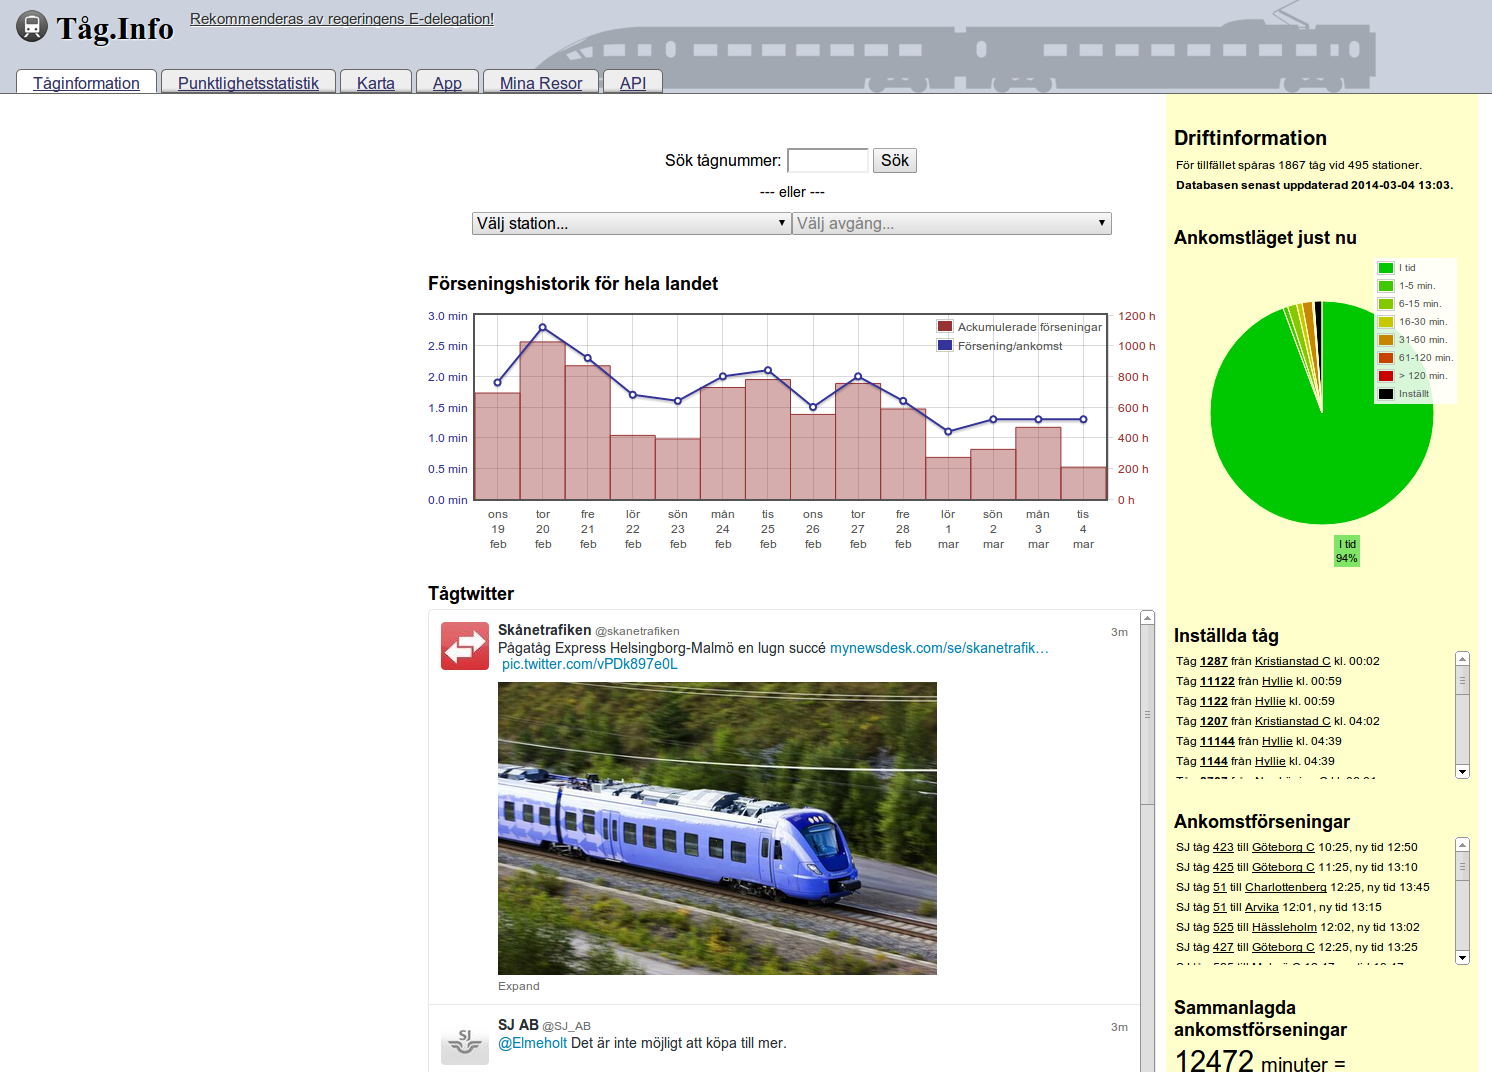 Tåg.Info
Rekommenderas av regeringens E-delegation!
Tåginformation
Punktlighetsstatistik
Karta
App
Mina Resor
API
Sök tågnummer:
Sök
--- eller ---
Välj station...
Välj avgång...
Förseningshistorik för hela landet
3.0 min
2.5 min
2.0 min
1.5 min
1.0 min
0.5 min
0.0 min
Ackumulerade förseningar
Försening/ankomst
1200 h
1000 h
800 h
600 h
400 h
200 h
0 h
ons 19 feb
tor 20 feb
fre 21 feb
lör 22 feb
sön 23 feb
mån 24 feb
tis 25 feb
ons 26 feb
tor 27 feb
fre 28 feb
lör 1 mar
sön 2 mar
mån 3 mar
tis 4 mar
Tågtwitter
Skånetrafiken @skanetrafiken 3m
Pågatåg Express Helsingborg-Malmö en lugn succé mynewsdesk.com/se/skanetrafik…
pic.twitter.com/vPDk897e0L
Expand
SJ
SJ AB @SJ_AB 3m
@Elmeholt Det är inte möjligt att köpa till mer.
Driftinformation
För tillfället spåras 1867 tåg vid 495 stationer.
Databasen senast uppdaterad 2014-03-04 13:03.
Ankomstläget just nu
I tid
1-5 min.
6-15 min.
16-30 min.
31-60 min.
61-120 min.
> 120 min.
Inställt
I tid
94%
Inställda tåg
Tåg 1287 från Kristianstad C kl. 00:02
Tåg 11122 från Hyllie kl. 00:59
Tåg 1122 från Hyllie kl. 00:59
Tåg 1207 från Kristianstad C kl. 04:02
Tåg 11144 från Hyllie kl. 04:39
Tåg 1144 från Hyllie kl. 04:39
Ankomstförseningar
SJ tåg 423 till Göteborg C 10:25, ny tid 12:50
SJ tåg 425 till Göteborg C 11:25, ny tid 13:10
SJ tåg 51 till Charlottenberg 12:25, ny tid 13:45
SJ tåg 51 till Arvika 12:01, ny tid 13:15
SJ tåg 525 till Hässleholm 12:02, ny tid 13:02
SJ tåg 427 till Göteborg C 12:25, ny tid 13:25
Sammanlagda
ankomstförseningar
12472 minuter =